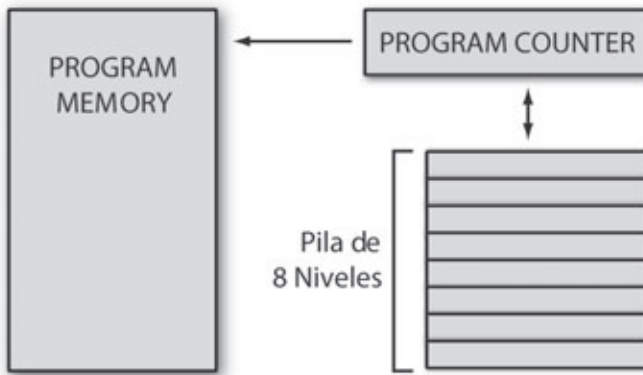 PROGRAM
MEMORY
PROGRAM COUNTER
Pila de
8 Niveles